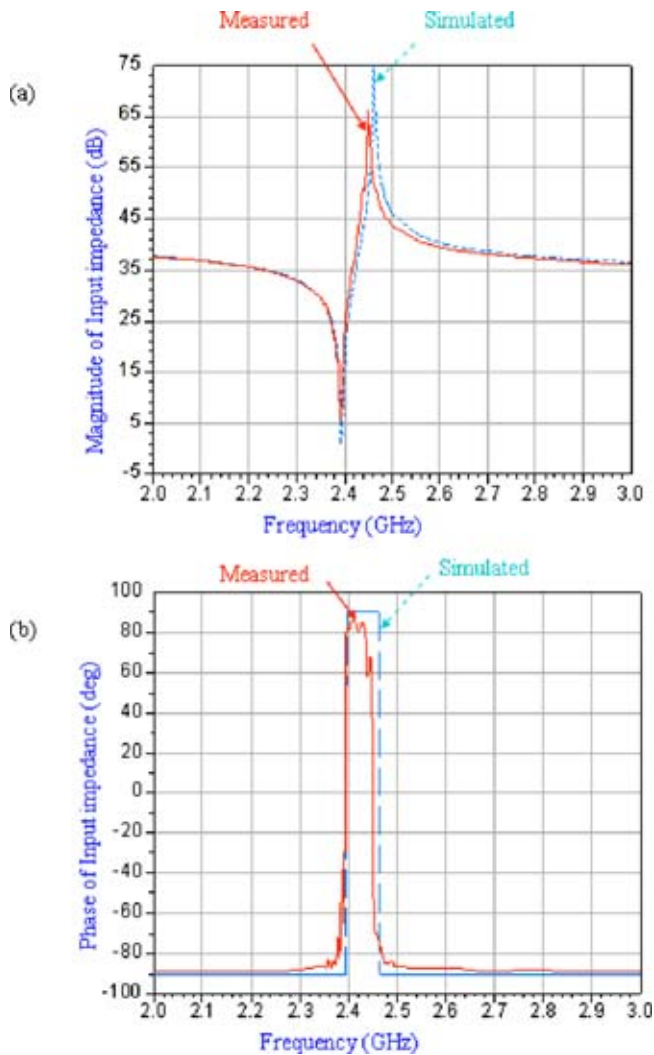 Measured Simulated
(a)
75
65
55
45
35
25
15
5
-5
Magnitude of Input impedance (dB)
2.0 2.1 2.2 2.3 2.4 2.5 2.6 2.7 2.8 2.9 3.0
Frequency (GHz)
Measured Simulated
(b)
100
80
60
40
20
0
-20
-40
-60
-80
-100
Phase of Input impedance (deg)
2.0 2.1 2.2 2.3 2.4 2.5 2.6 2.7 2.8 2.9 3.0
Frequency (GHz)